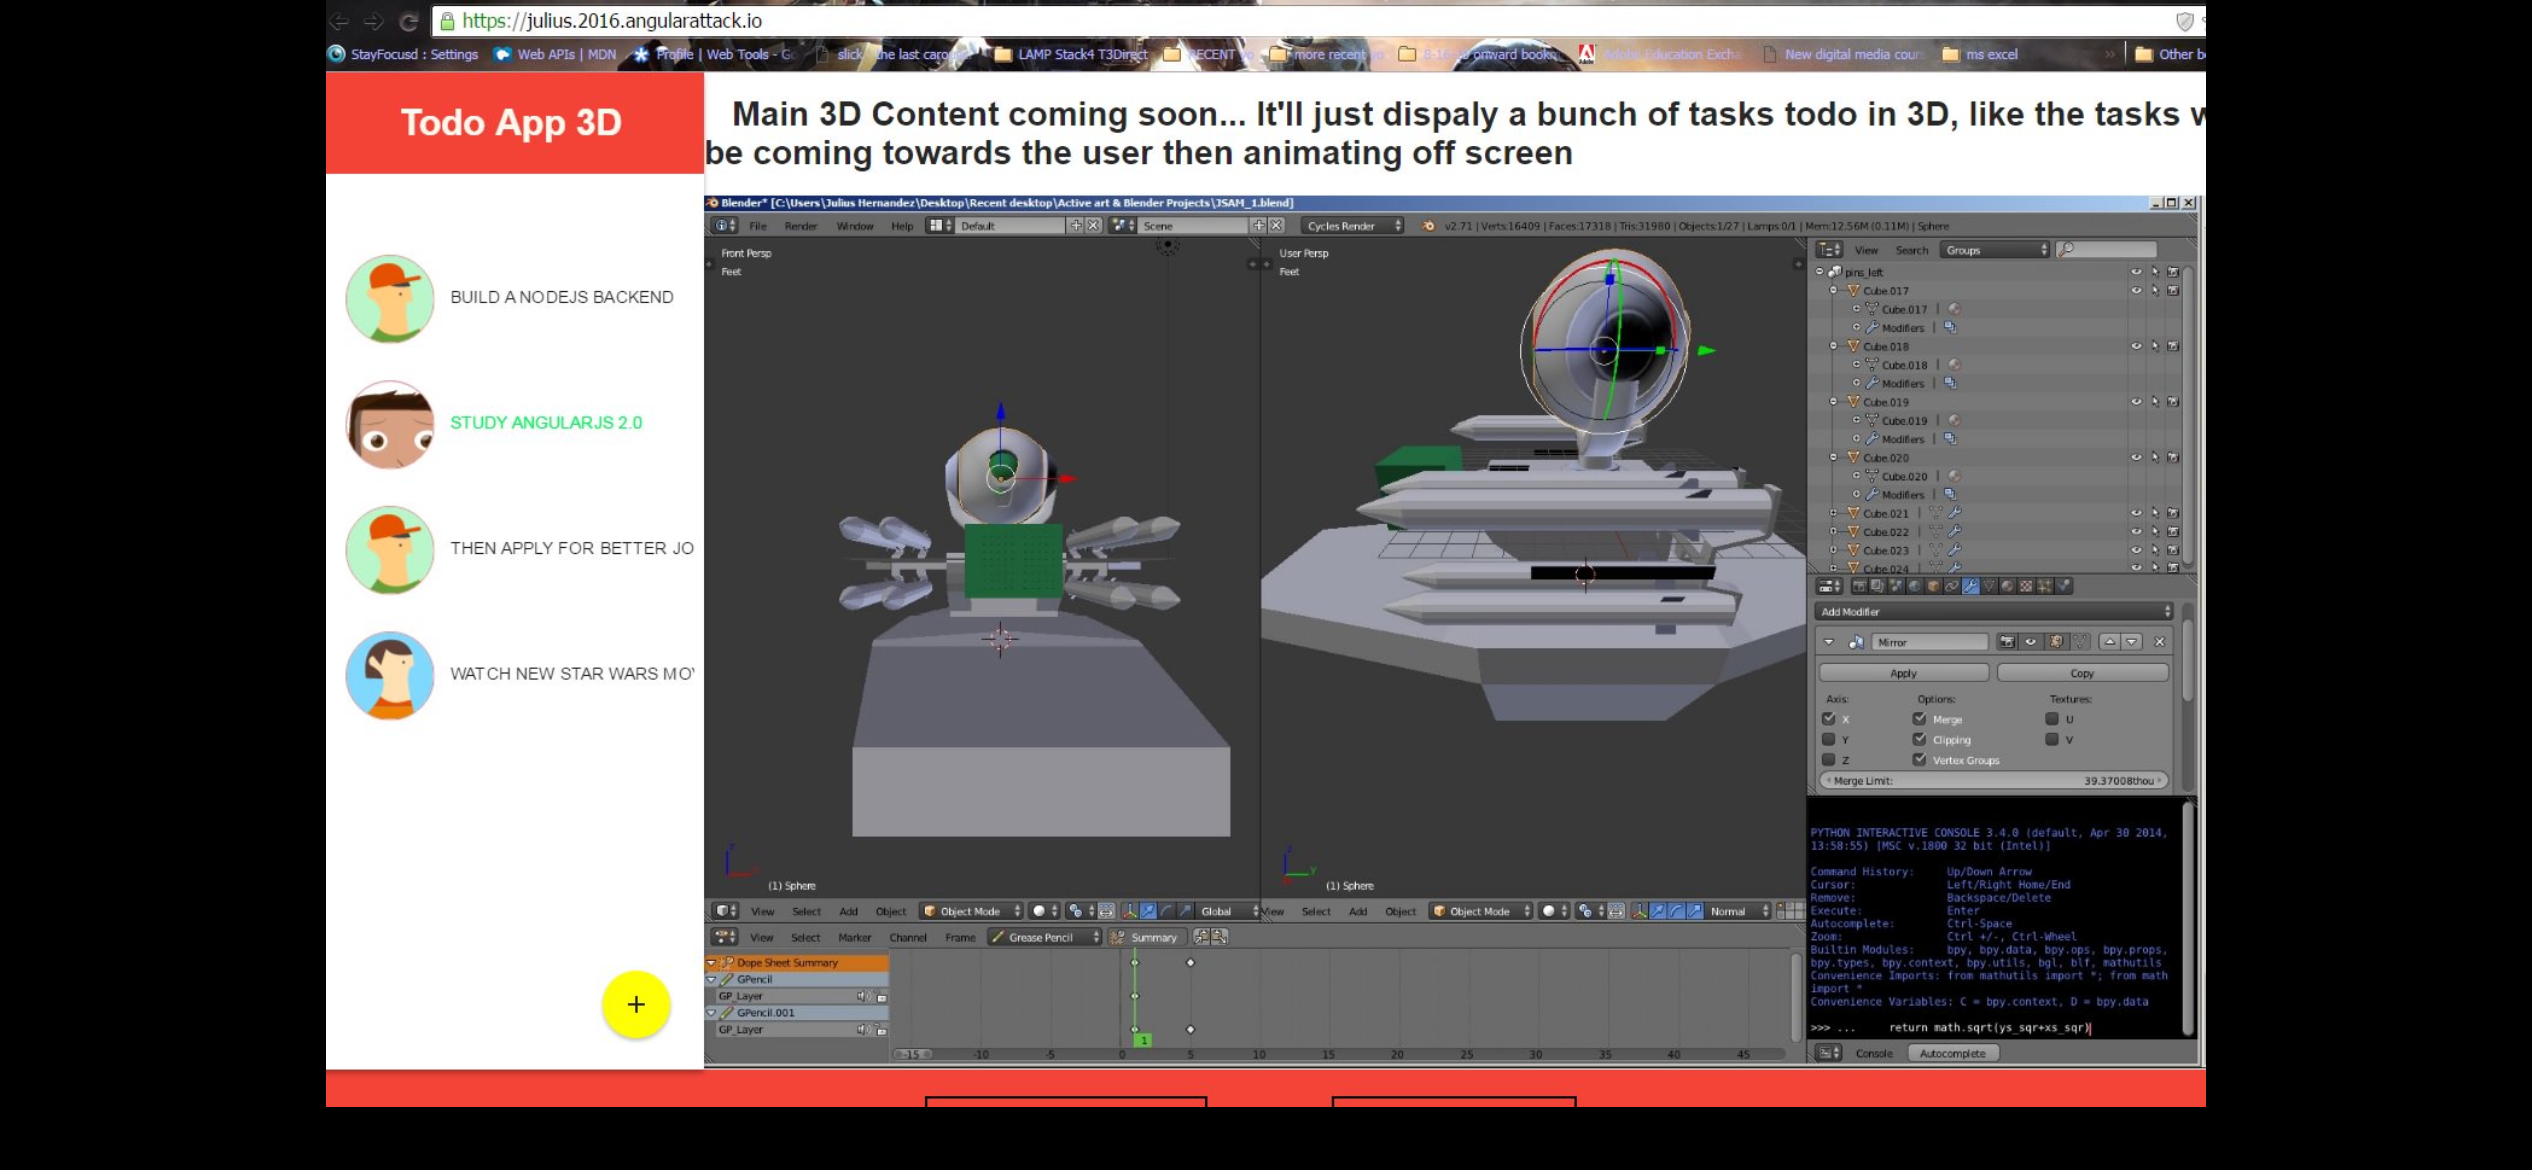 https://julius.2016.angularattack.io
StayFocusd : Settings Web APIs | MDN Profile | Web Tools - Go slick the last carou LAMP Stack4 T3Direct RECENT more recent onward book Adobe Education Excha New digital media cour ms excel » Other b
Todo App 3D
BUILD A NODEJS BACKEND
STUDY ANGULARJS 2.0
THEN APPLY FOR BETTER JO
WATCH NEW STAR WARS MO
+
Main 3D Content coming soon... It'll just dispaly a bunch of tasks todo in 3D, like the tasks w
be coming towards the user then animating off screen
Blender* [C:\Users\Julius Hernandez\Desktop\Recent desktop\Active art & Blender Projects\JSAM_1.blend]
File Render Window Help Default Scene Cycles Render v2.71 | Verts:16409 | Faces:17318 | Tris:31980 | Objects:1/27 | Lamps:0/1 | Mem:12.56M (0.11M) | Sphere
Front Persp
Feet
(1) Sphere
User Persp
Feet
(1) Sphere
View Search Groups
pins_left
Cube.017
Cube.017
Modifiers
Cube.018
Cube.018
Modifiers
Cube.019
Cube.019
Modifiers
Cube.020
Cube.020
Modifiers
Cube.021
Cube.022
Cube.023
Cube.024
Add Modifier
Mirror
Apply Copy
Axis: Options: Textures:
X Merge U
Y Clipping V
Z Vertex Groups
Merge Limit: 39.37008thou
PYTHON INTERACTIVE CONSOLE 3.4.0 (default, Apr 30 2014,
13:58:55) [MSC v.1800 32 bit (Intel)]
Command History: Up/Down Arrow
Cursor: Left/Right Home/End
Remove: Backspace/Delete
Execute: Enter
Autocomplete: Ctrl-Space
Zoom: Ctrl +/-, Ctrl-Wheel
Builtin Modules: bpy, bpy.data, bpy.ops, bpy.props,
bpy.types, bpy.context, bpy.utils, bgl, blf, mathutils
Convenience Imports: from mathutils import *; from math
import *
Convenience Variables: C = bpy.context, D = bpy.data
>>> ... return math.sqrt(ys_sqr+xs_sqr)
Console Autocomplete
View Select Add Object Object Mode Global
View Select Add Object Object Mode Normal
View Select Marker Channel Frame Grease Pencil Summary
Dope Sheet Summary
GPencil
GP_Layer
GPencil.001
GP_Layer
1
-15 -10 -5 0 5 10 15 20 25 30 35 40 45